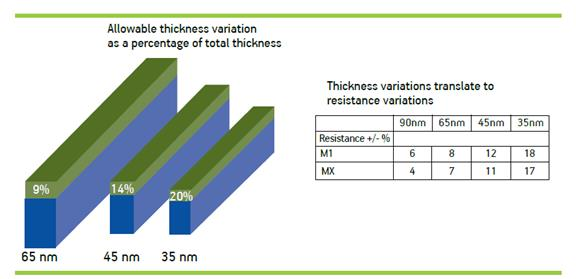 Allowable thickness variation
as a percentage of total thickness
9%
14%
20%
65 nm
45 nm
35 nm
Thickness variations translate to
resistance variations
90nm 65nm 45nm 35nm
Resistance +/- %
M1 6 8 12 18
MX 4 7 11 17